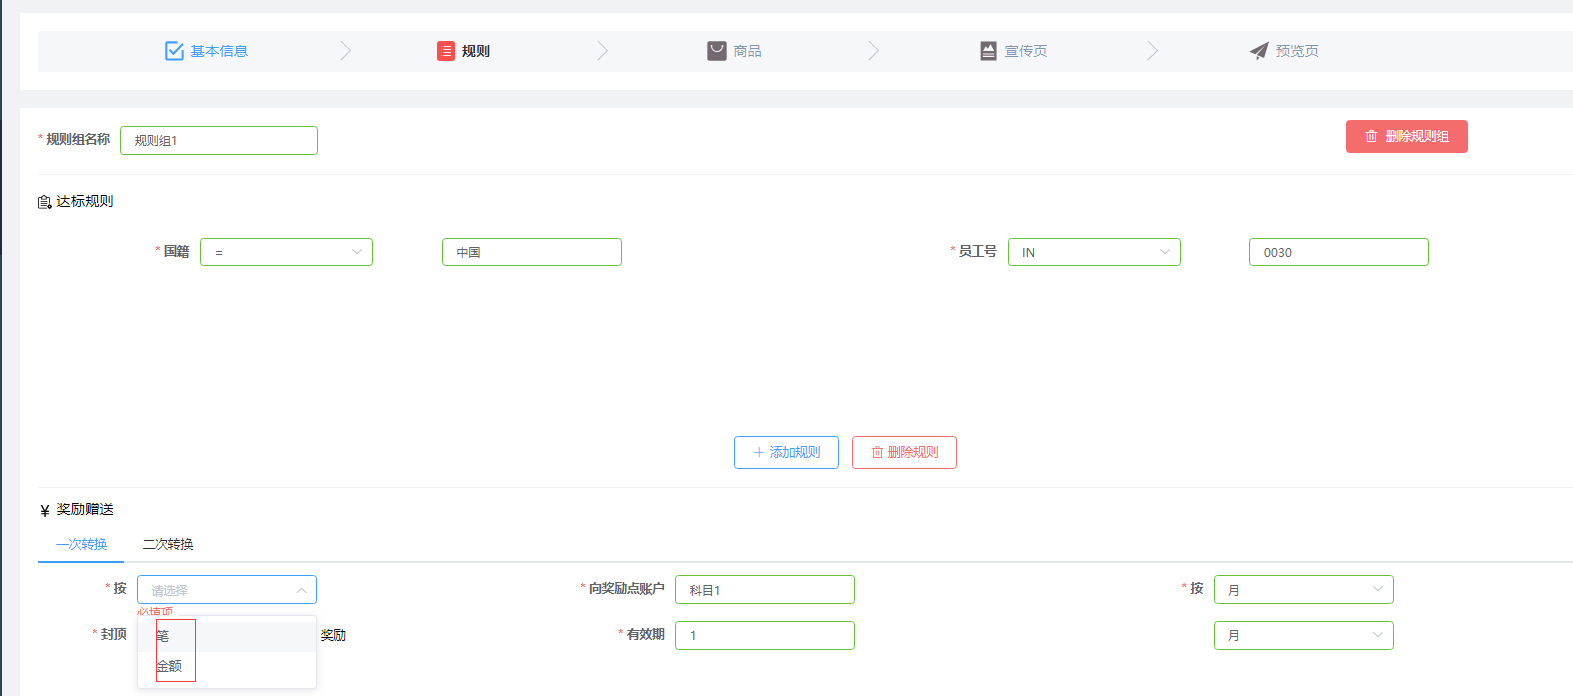 基本信息 规则 商品 宣传页 预览页
* 规则组名称 规则组1 删除规则组
达标规则
* 国籍 = 中国 * 员工号 IN 0030
添加规则 删除规则
¥ 奖励赠送
一次转换 二次转换
* 按 请选择 * 向奖励点账户 科目1 * 按 月
必填项
* 封顶 笔 奖励 * 有效期 1 月
金额